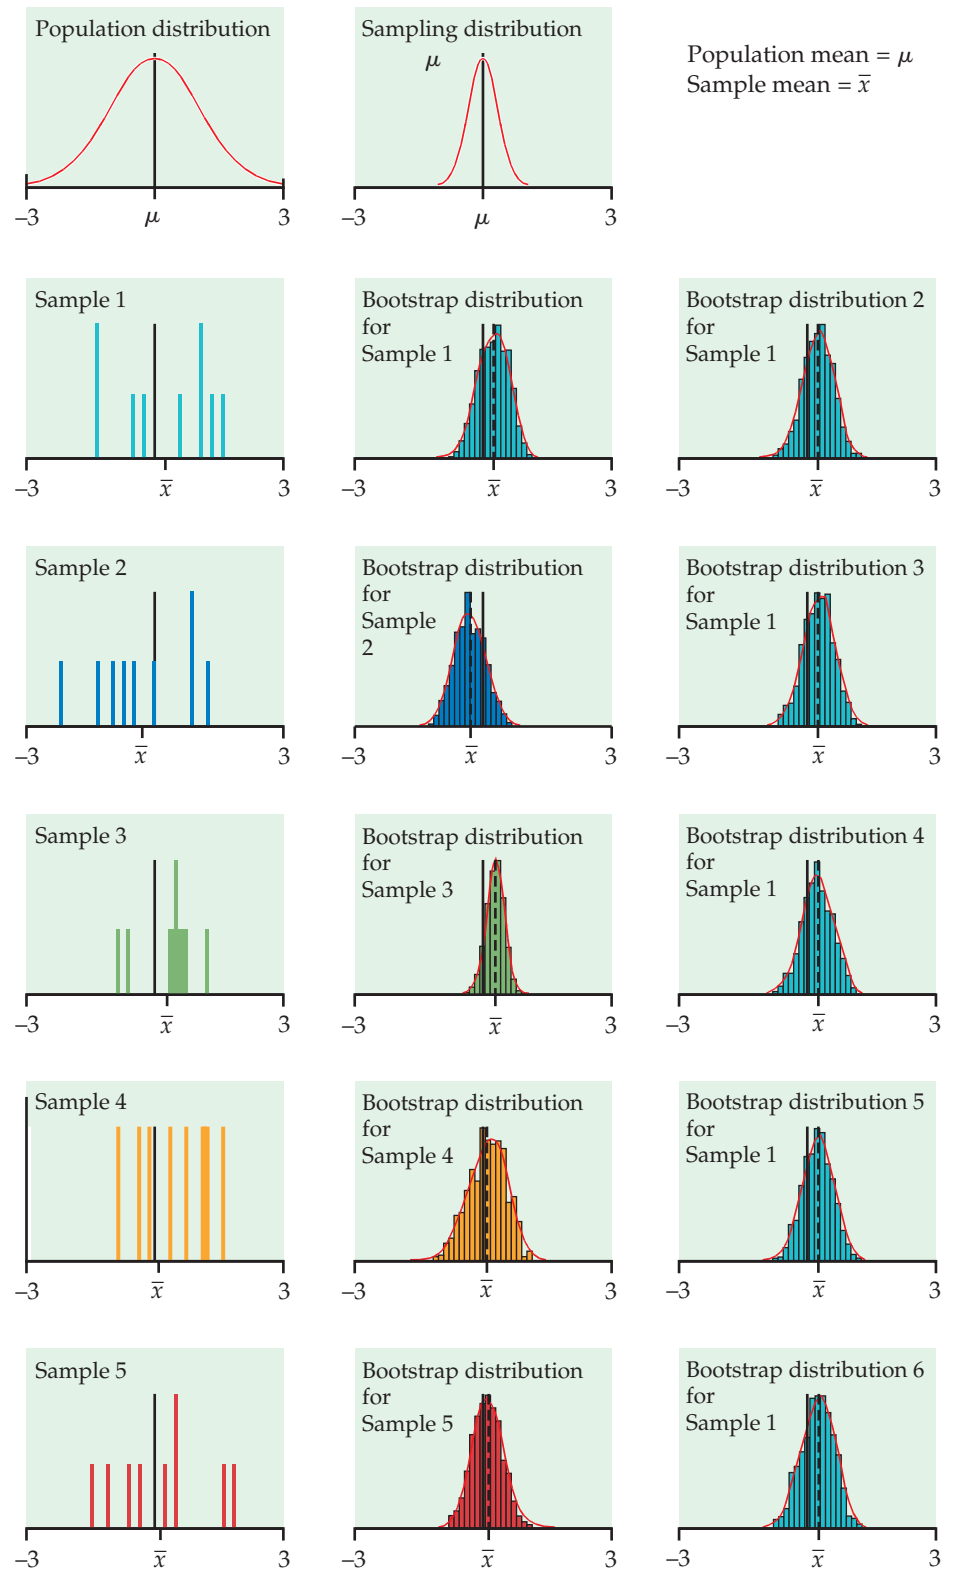 Population distribution
–3 μ 3
Sampling distribution
μ
–3 μ 3
Population mean = μ
Sample mean = x̅
Sample 1
–3 x̅ 3
Bootstrap distribution
for
Sample 1
–3 x̅ 3
Bootstrap distribution 2
for
Sample 1
–3 x̅ 3
Sample 2
–3 x̅ 3
Bootstrap distribution
for
Sample
2
–3 x̅ 3
Bootstrap distribution 3
for
Sample 1
–3 x̅ 3
Sample 3
–3 x̅ 3
Bootstrap distribution
for
Sample 3
–3 x̅ 3
Bootstrap distribution 4
for
Sample 1
–3 x̅ 3
Sample 4
–3 x̅ 3
Bootstrap distribution
for
Sample 4
–3 x̅ 3
Bootstrap distribution 5
for
Sample 1
–3 x̅ 3
Sample 5
–3 x̅ 3
Bootstrap distribution
for
Sample 5
–3 x̅ 3
Bootstrap distribution 6
for
Sample 1
–3 x̅ 3